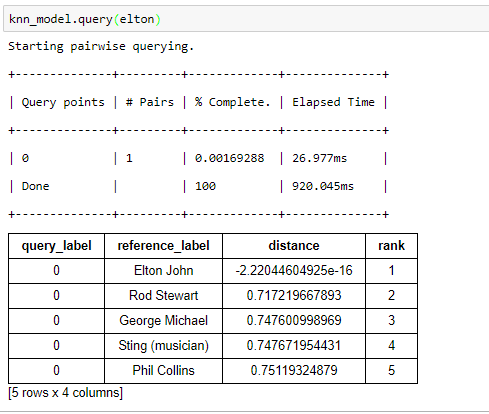 knn_model.query(elton)
Starting pairwise querying.
+--------------+---------+-------------+--------------+
| Query points | # Pairs | % Complete. | Elapsed Time |
+--------------+---------+-------------+--------------+
| 0 | 1 | 0.00169288 | 26.977ms |
| Done | | 100 | 920.045ms |
+--------------+---------+-------------+--------------+
query_label reference_label distance rank
0 Elton John -2.22044604925e-16 1
0 Rod Stewart 0.717219667893 2
0 George Michael 0.747600998969 3
0 Sting (musician) 0.747671954431 4
0 Phil Collins 0.75119324879 5
[5 rows x 4 columns]